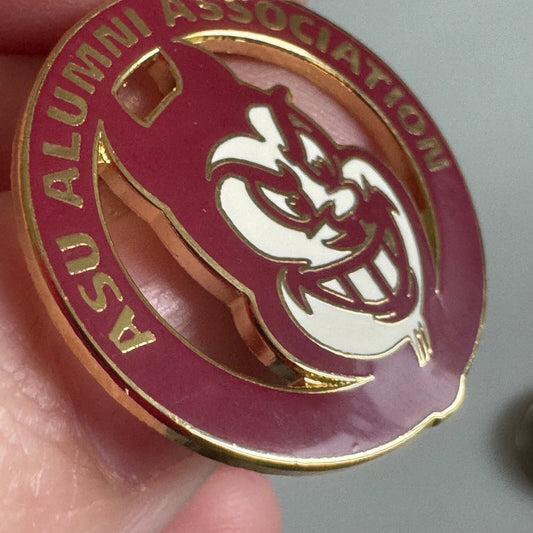 ASU ALUMNI ASSOCIATION